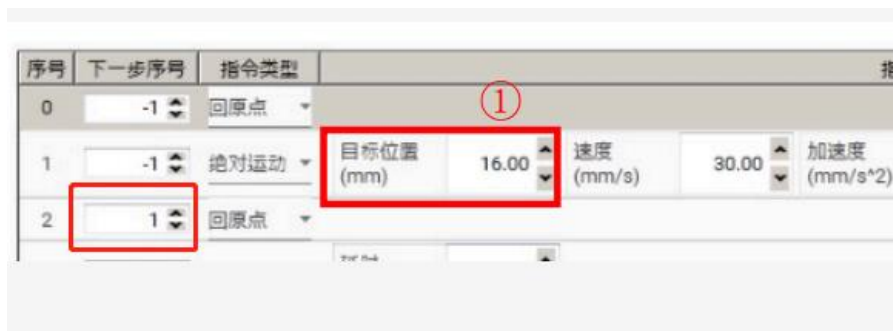 序号 下一步序号 指令类型 指
①
0 -1 回原点
1 -1 绝对运动 目标位置 (mm) 16.00 速度 (mm/s) 30.00 加速度 (mm/s^2)
2 1 回原点